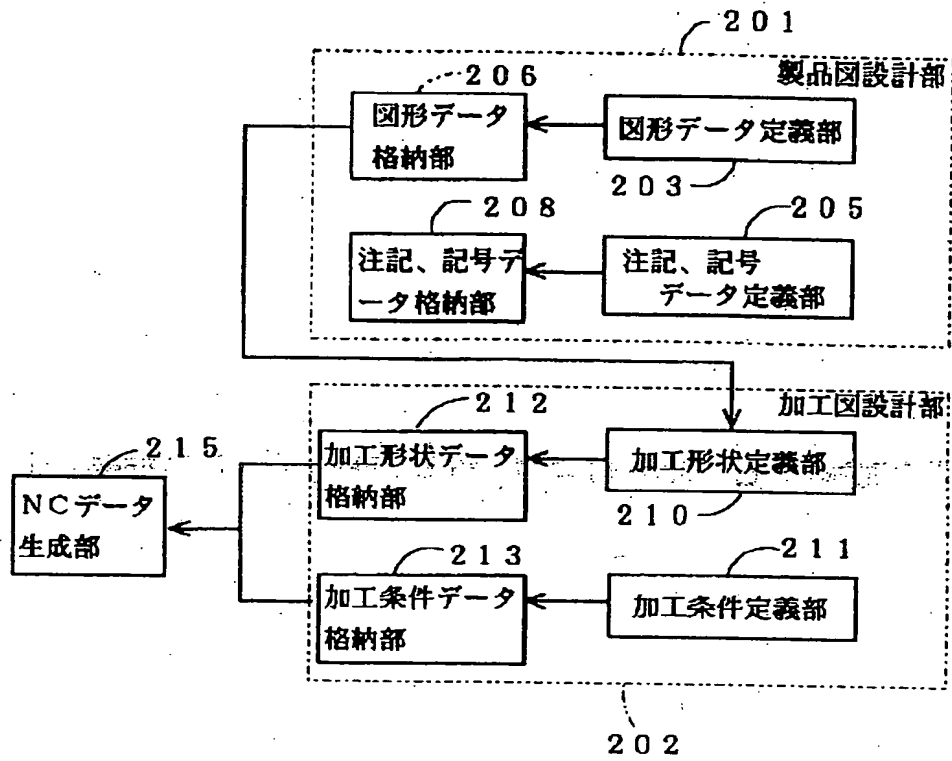 ２０１
製品図設計部
２０６
図形データ
格納部
図形データ定義部
２０３
２０８
２０５
注記、記号デ
ータ格納部
注記、記号
データ定義部
加工図設計部
２１２
加工形状データ
格納部
加工形状定義部
２１０
２１５
ＮＣデータ
生成部
２１３
２１１
加工条件データ
格納部
加工条件定義部
２０２